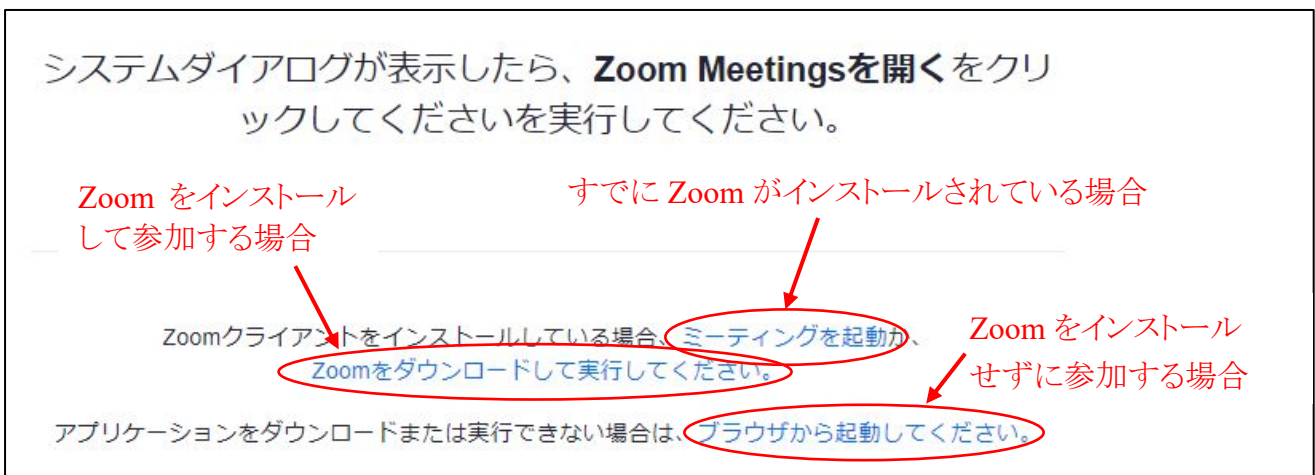 システムダイアログが表示したら、Zoom Meetingsを開くをクリ
ックしてくださいを実行してください。
Zoom をインストール
して参加する場合
すでに Zoom がインストールされている場合
Zoomクライアントをインストールしている場合、ミーティングを起動か、
Zoomをダウンロードして実行してください。
Zoom をインストール
せずに参加する場合
アプリケーションをダウンロードまたは実行できない場合は、ブラウザから起動してください。